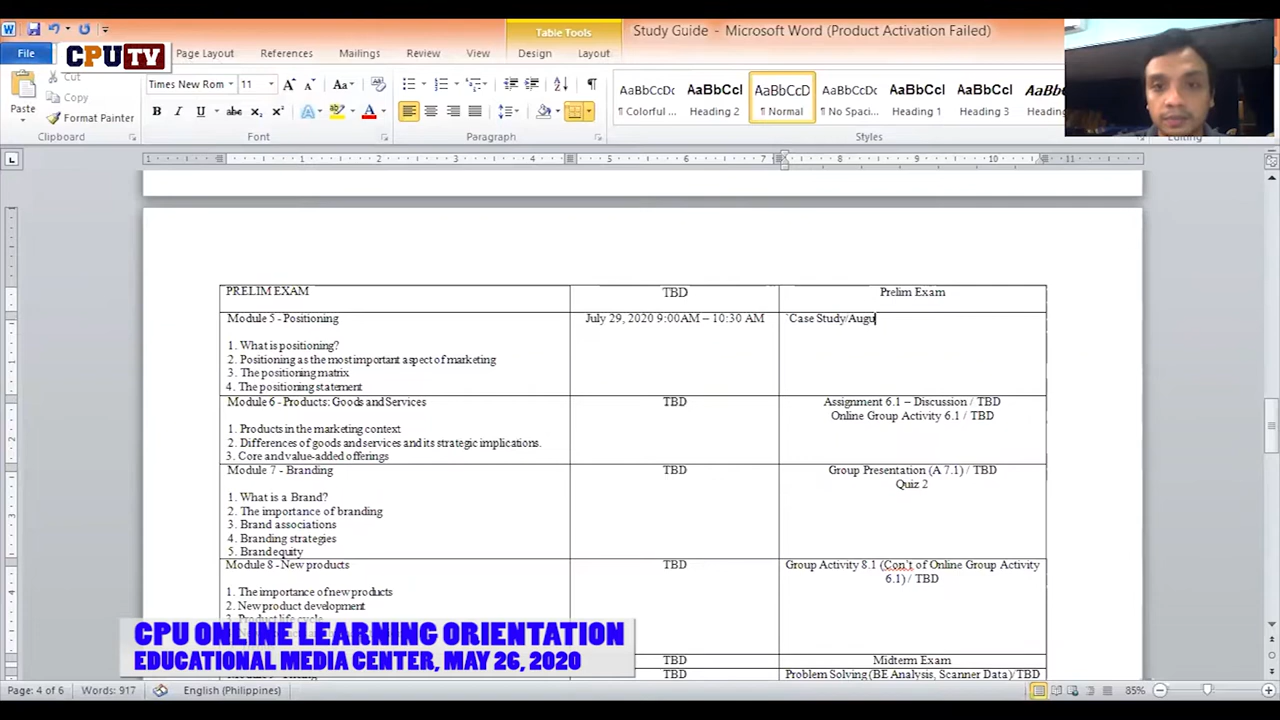 Table Tools
Study Guide - Microsoft Word (Product Activation Failed)
File
CPUTV
Page Layout
References
Mailings
Review
View
Design
Layout
Paste
Cut
Copy
Format Painter
Clipboard
Times New Rom
11
Font
Paragraph
AaBbCcDc
AaBbCcl
AaBbCcD
AaBbCcDc
AaBbCcl
AaBbCcl
¶ Colorful ...
Heading 2
¶ Normal
¶ No Spaci...
Heading 1
Heading 3
Styles
Editing
PRELIM EXAM
TBD
Prelim Exam
Module 5 - Positioning
July 29, 2020 9:00AM – 10:30 AM
`Case Study/Augu
1. What is positioning?
2. Positioning as the most important aspect of marketing
3. The positioning matrix
4. The positioning statement
Module 6 - Products: Goods and Services
TBD
Assignment 6.1 – Discussion / TBD
Online Group Activity 6.1 / TBD
1. Products in the marketing context
2. Differences of goods and services and its strategic implications.
3. Core and value-added offerings
Module 7 - Branding
TBD
Group Presentation (A 7.1) / TBD
Quiz 2
1. What is a Brand?
2. The importance of branding
3. Brand associations
4. Branding strategies
5. Brand equity
Module 8 - New products
TBD
Group Activity 8.1 (Con't of Online Group Activity
6.1) / TBD
1. The importance of new products
2. New product development
3. Product life cycle
TBD
Midterm Exam
TBD
Problem Solving (BE Analysis, Scanner Data)/TBD
CPU ONLINE LEARNING ORIENTATION
EDUCATIONAL MEDIA CENTER, MAY 26, 2020
Page: 4 of 6
Words: 917
English (Philippines)
85%